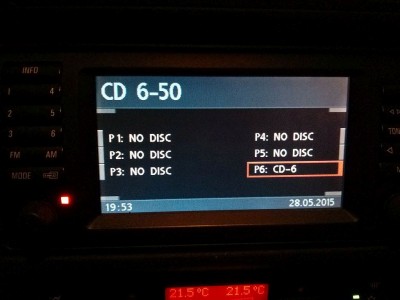 INFO
1 4
2 5
3 6
FM AM
MODE
CD 6-50
P1: NO DISC
P2: NO DISC
P3: NO DISC
P4: NO DISC
P5: NO DISC
P6: CD-6
19:53
28.05.2015
21.5°C 21.5°C